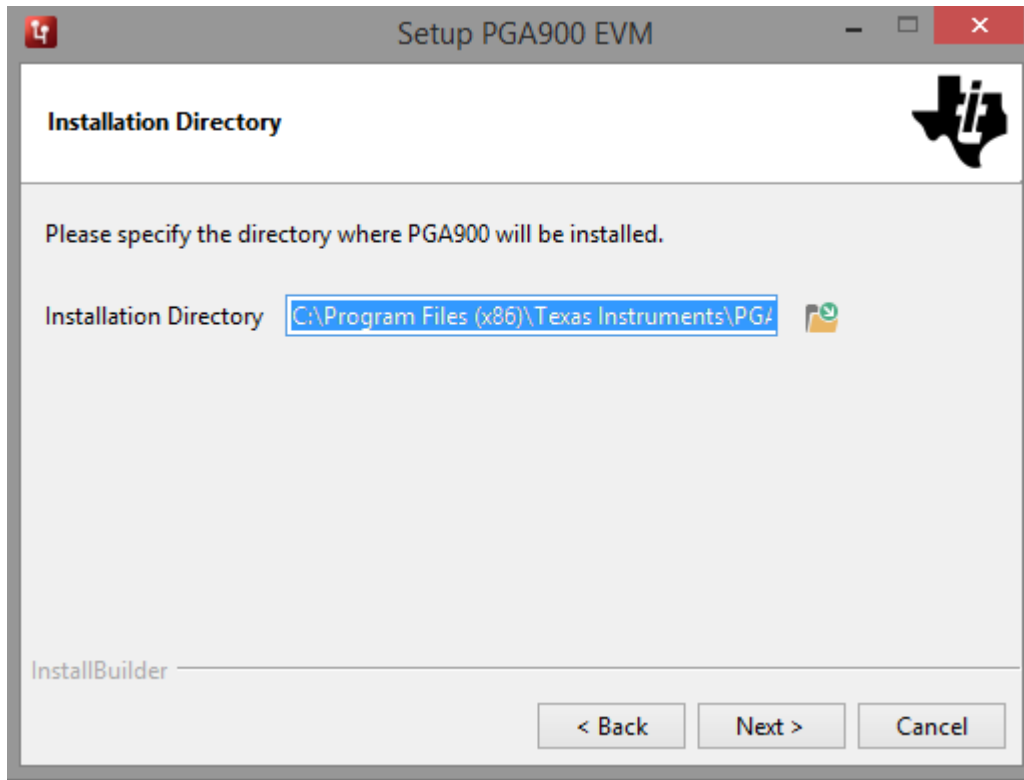 Setup PGA900 EVM
Installation Directory
Please specify the directory where PGA900 will be installed.
Installation Directory C:\Program Files (x86)\Texas Instruments\PGA
InstallBuilder
< Back Next > Cancel